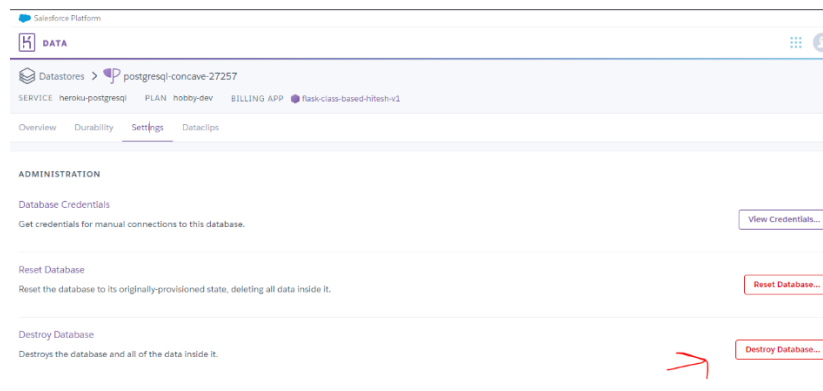 Salesforce Platform
DATA
Datastores > postgresql-concave-27257
SERVICE heroku-postgresql PLAN hobby-dev BILLING APP flask-class-based-hitesh-v1
Overview Durability Settings Dataclips
ADMINISTRATION
Database Credentials
Get credentials for manual connections to this database.
View Credentials...
Reset Database
Reset the database to its originally-provisioned state, deleting all data inside it.
Reset Database...
Destroy Database
Destroys the database and all of the data inside it.
Destroy Database...